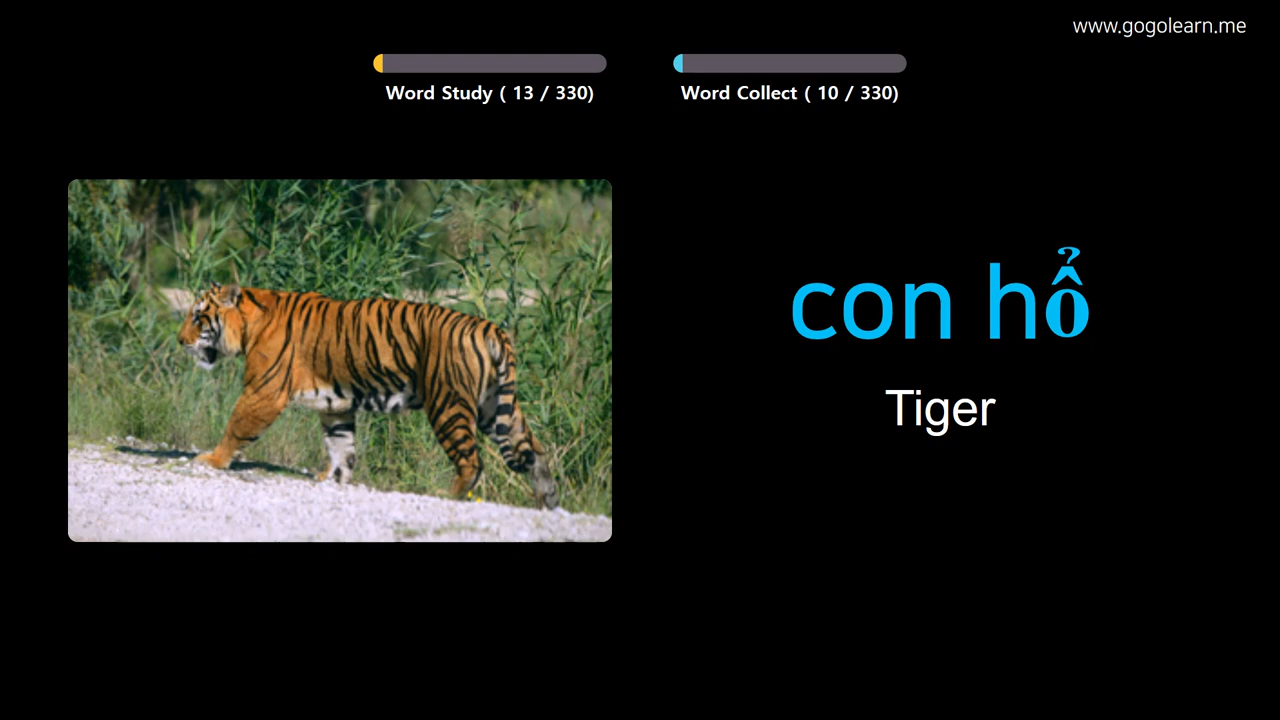 www.gogolearn.me
Word Study ( 13 / 330)
Word Collect ( 10 / 330)
con hổ
Tiger